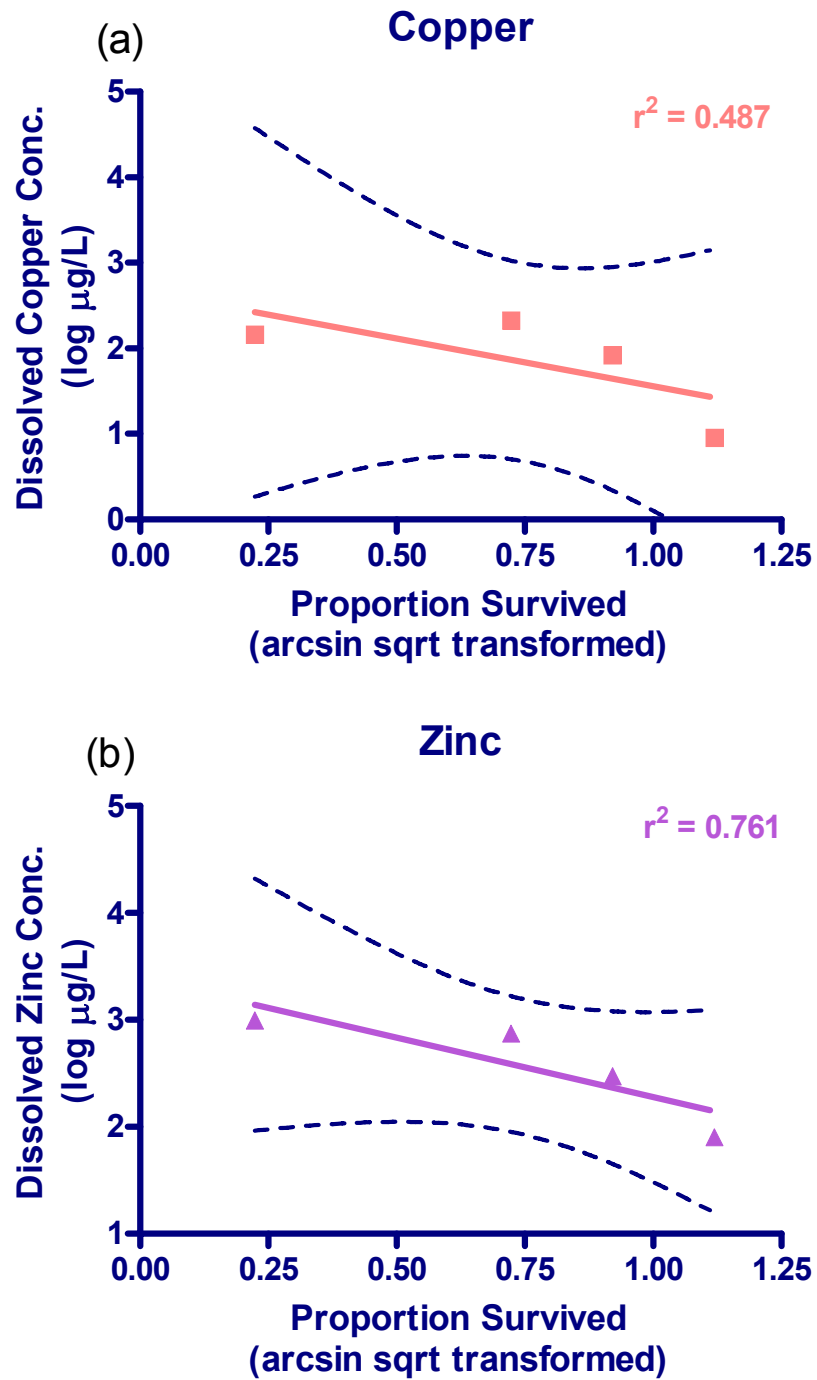 (a)
Copper
r² = 0.487
Dissolved Copper Conc.
(log µg/L)
5
4
3
2
1
0
0.00 0.25 0.50 0.75 1.00 1.25
Proportion Survived
(arcsin sqrt transformed)
(b)
Zinc
r² = 0.761
Dissolved Zinc Conc.
(log µg/L)
5
4
3
2
1
0.00 0.25 0.50 0.75 1.00 1.25
Proportion Survived
(arcsin sqrt transformed)